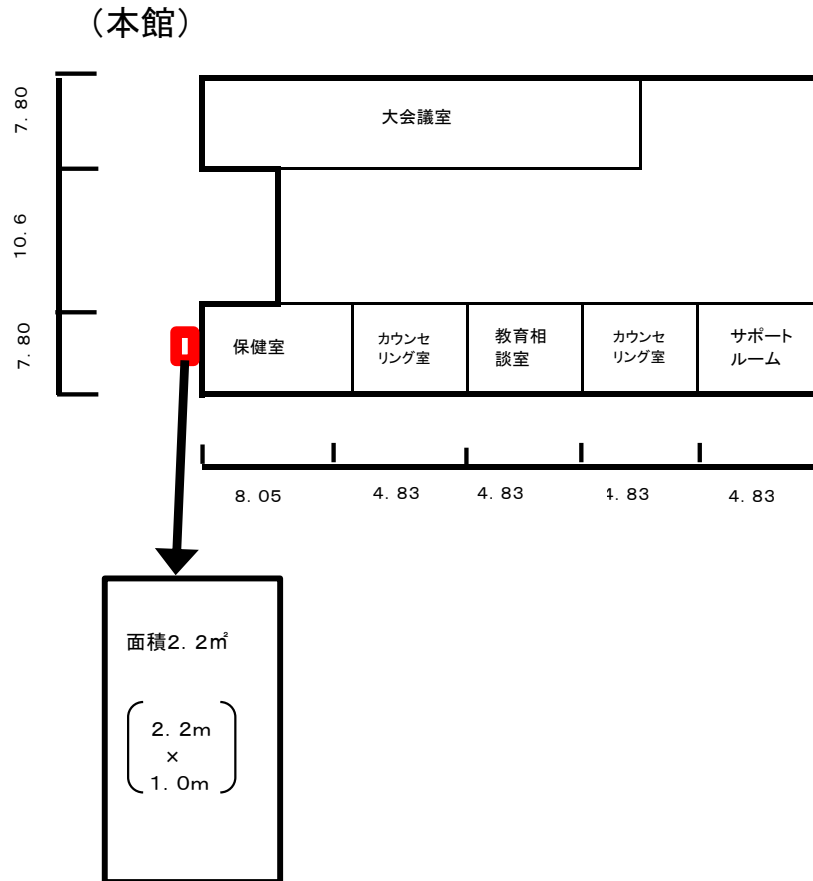 （本館）
7．80
大会議室
10．6
7．80
保健室
カウンセ
リング室
教育相
談室
カウンセ
リング室
サポート
ルーム
8．05
4．83
4．83
4．83
4．83
面積2．2㎡
2．2m
×
1．0m